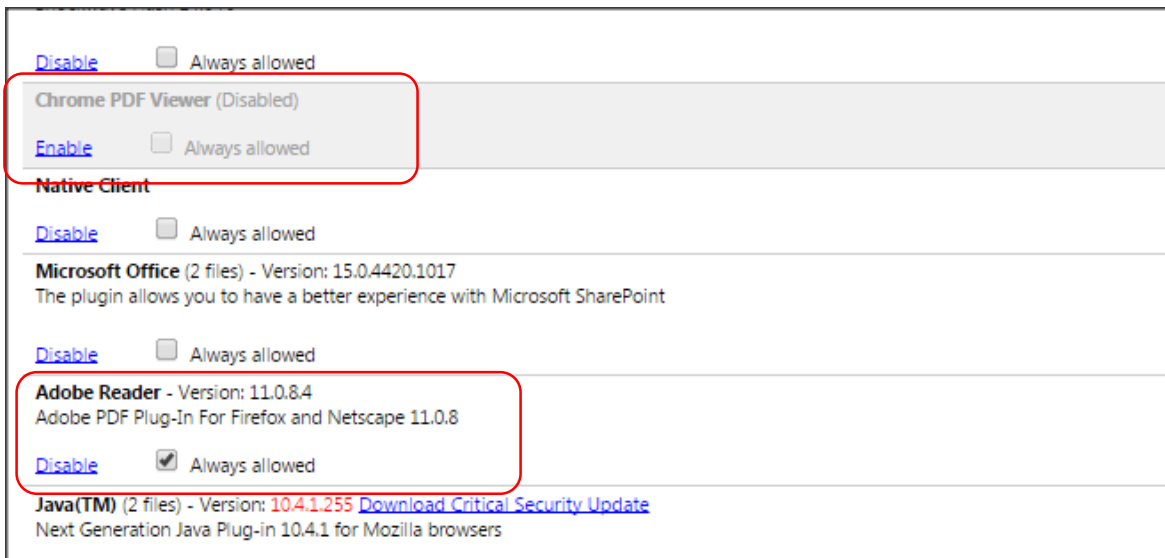 Disable Always allowed
Chrome PDF Viewer (Disabled)
Enable Always allowed
Native Client
Disable Always allowed
Microsoft Office (2 files) - Version: 15.0.4420.1017
The plugin allows you to have a better experience with Microsoft SharePoint
Disable Always allowed
Adobe Reader - Version: 11.0.8.4
Adobe PDF Plug-In For Firefox and Netscape 11.0.8
Disable Always allowed
Java(TM) (2 files) - Version: 10.4.1.255 Download Critical Security Update
Next Generation Java Plug-in 10.4.1 for Mozilla browsers